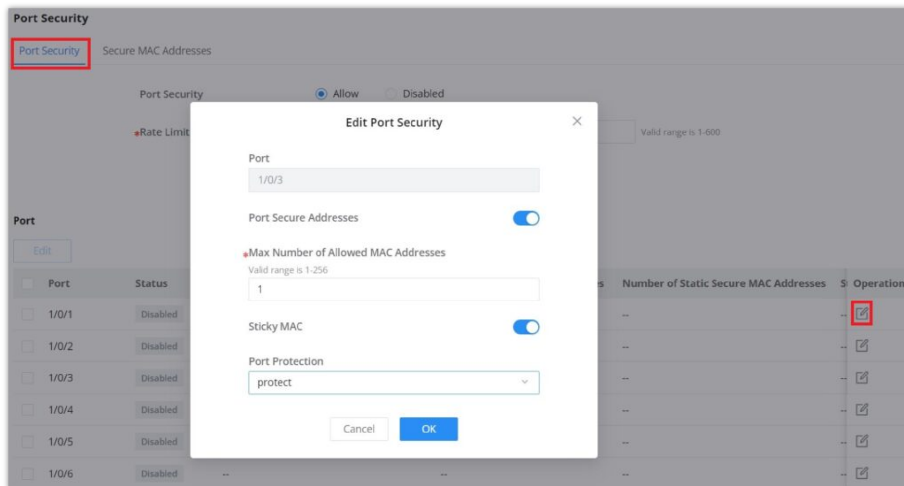 Port Security
Port Security Secure MAC Addresses
Port Security Allow Disabled
*Rate Limit Valid range is 1-600
Edit Port Security
Port
1/0/3
Port Secure Addresses
*Max Number of Allowed MAC Addresses
Valid range is 1-256
1
Sticky MAC
Port Protection
protect
Cancel OK
Port
Edit
Port Status Number of Static Secure MAC Addresses Operation
1/0/1 Disabled -- --
1/0/2 Disabled -- --
1/0/3 Disabled -- --
1/0/4 Disabled -- --
1/0/5 Disabled -- --
1/0/6 Disabled -- -- -- --